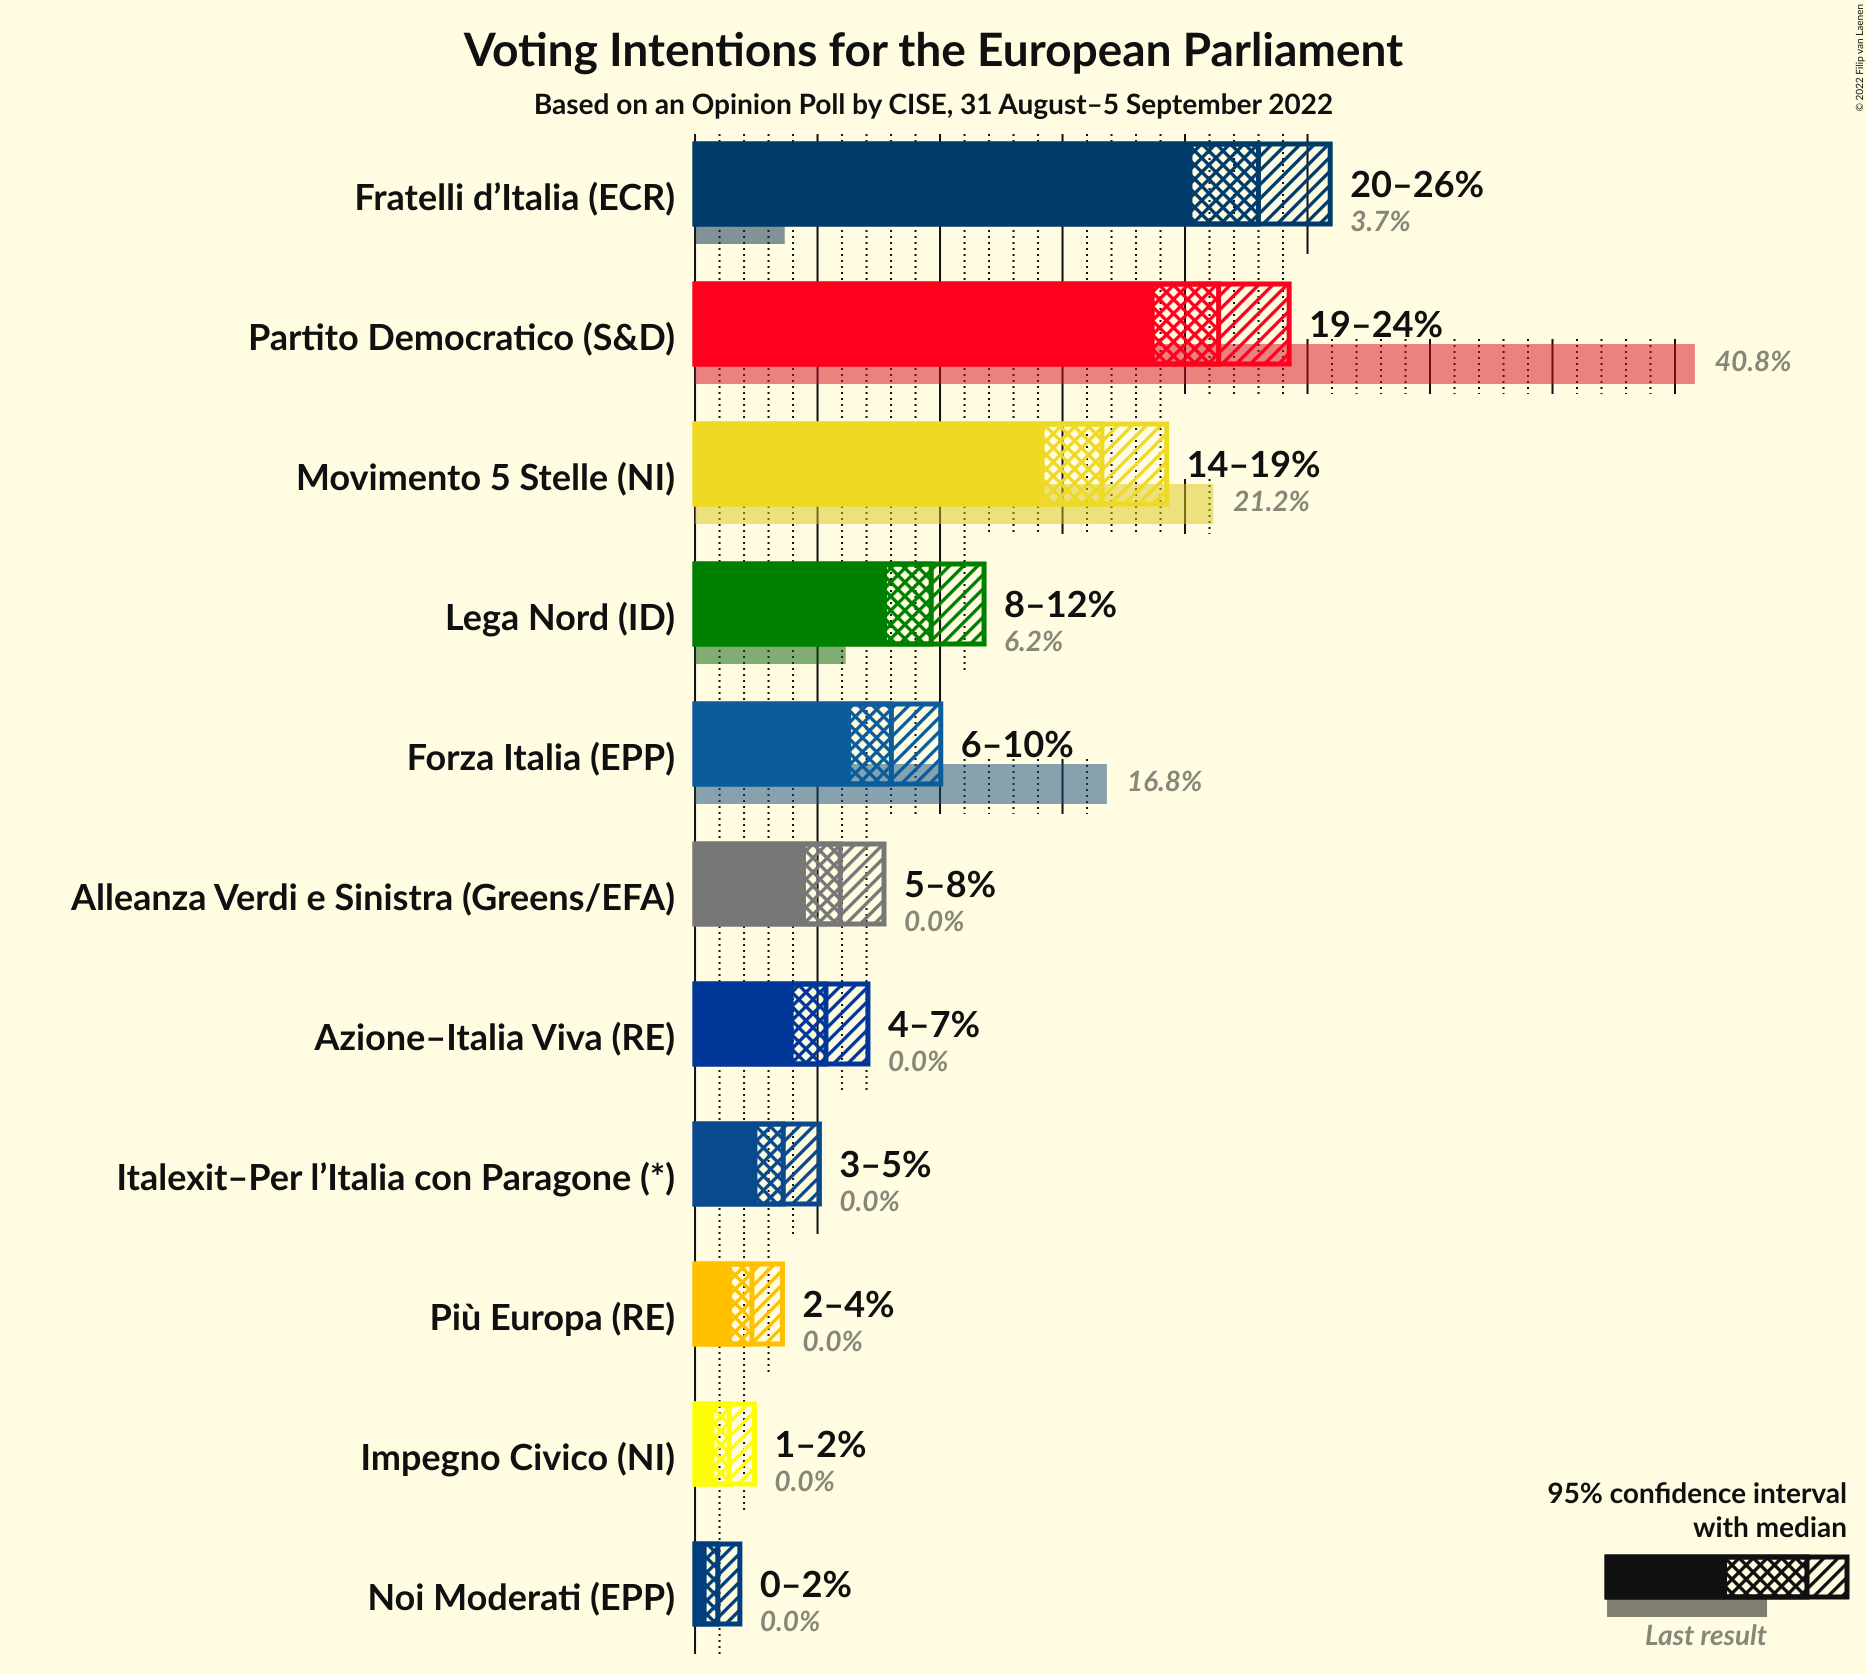 Voting Intentions for the European Parliament
Based on an Opinion Poll by CISE, 31 August–5 September 2022
© 2022 Filip van Laenen
Fratelli d’Italia (ECR)
20–26%
3.7%
Partito Democratico (S&D)
19–24%
40.8%
Movimento 5 Stelle (NI)
14–19%
21.2%
Lega Nord (ID)
8–12%
6.2%
Forza Italia (EPP)
6–10%
16.8%
Alleanza Verdi e Sinistra (Greens/EFA)
5–8%
0.0%
Azione–Italia Viva (RE)
4–7%
0.0%
Italexit–Per l’Italia con Paragone (*)
3–5%
0.0%
Più Europa (RE)
2–4%
0.0%
Impegno Civico (NI)
1–2%
0.0%
Noi Moderati (EPP)
0–2%
0.0%
95% confidence interval
with median
Last result